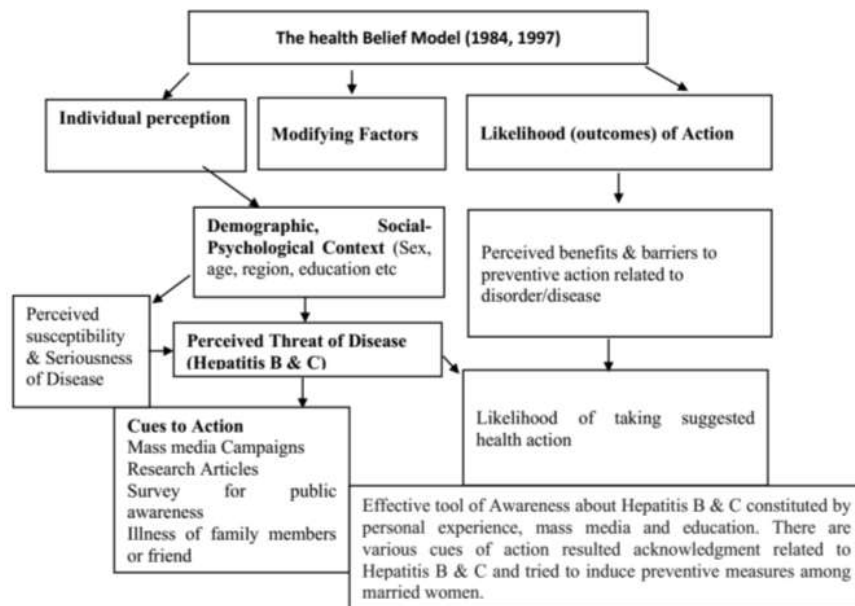 The health Belief Model (1984, 1997)
Individual perception
Modifying Factors
Likelihood (outcomes) of Action
Demographic, Social-
Psychological Context (Sex,
age, region, education etc
Perceived benefits & barriers to
preventive action related to
disorder/disease
Perceived
susceptibility
& Seriousness
of Disease
Perceived Threat of Disease
(Hepatitis B & C)
Likelihood of taking suggested
health action
Cues to Action
Mass media Campaigns
Research Articles
Survey for public
awareness
Illness of family members
or friend
Effective tool of Awareness about Hepatitis B & C constituted by
personal experience, mass media and education. There are
various cues of action resulted acknowledgment related to
Hepatitis B & C and tried to induce preventive measures among
married women.